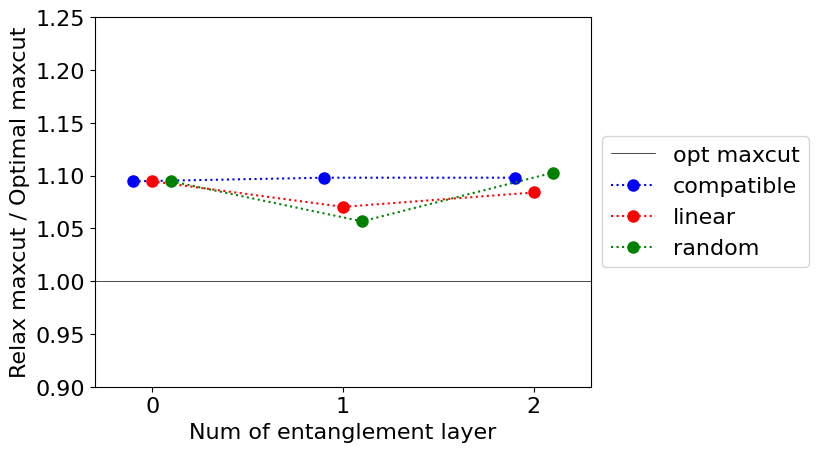 Relax maxcut / Optimal maxcut
1.25
1.20
1.15
1.10
1.05
1.00
0.95
0.90
0 1 2
Num of entanglement layer
opt maxcut
compatible
linear
random